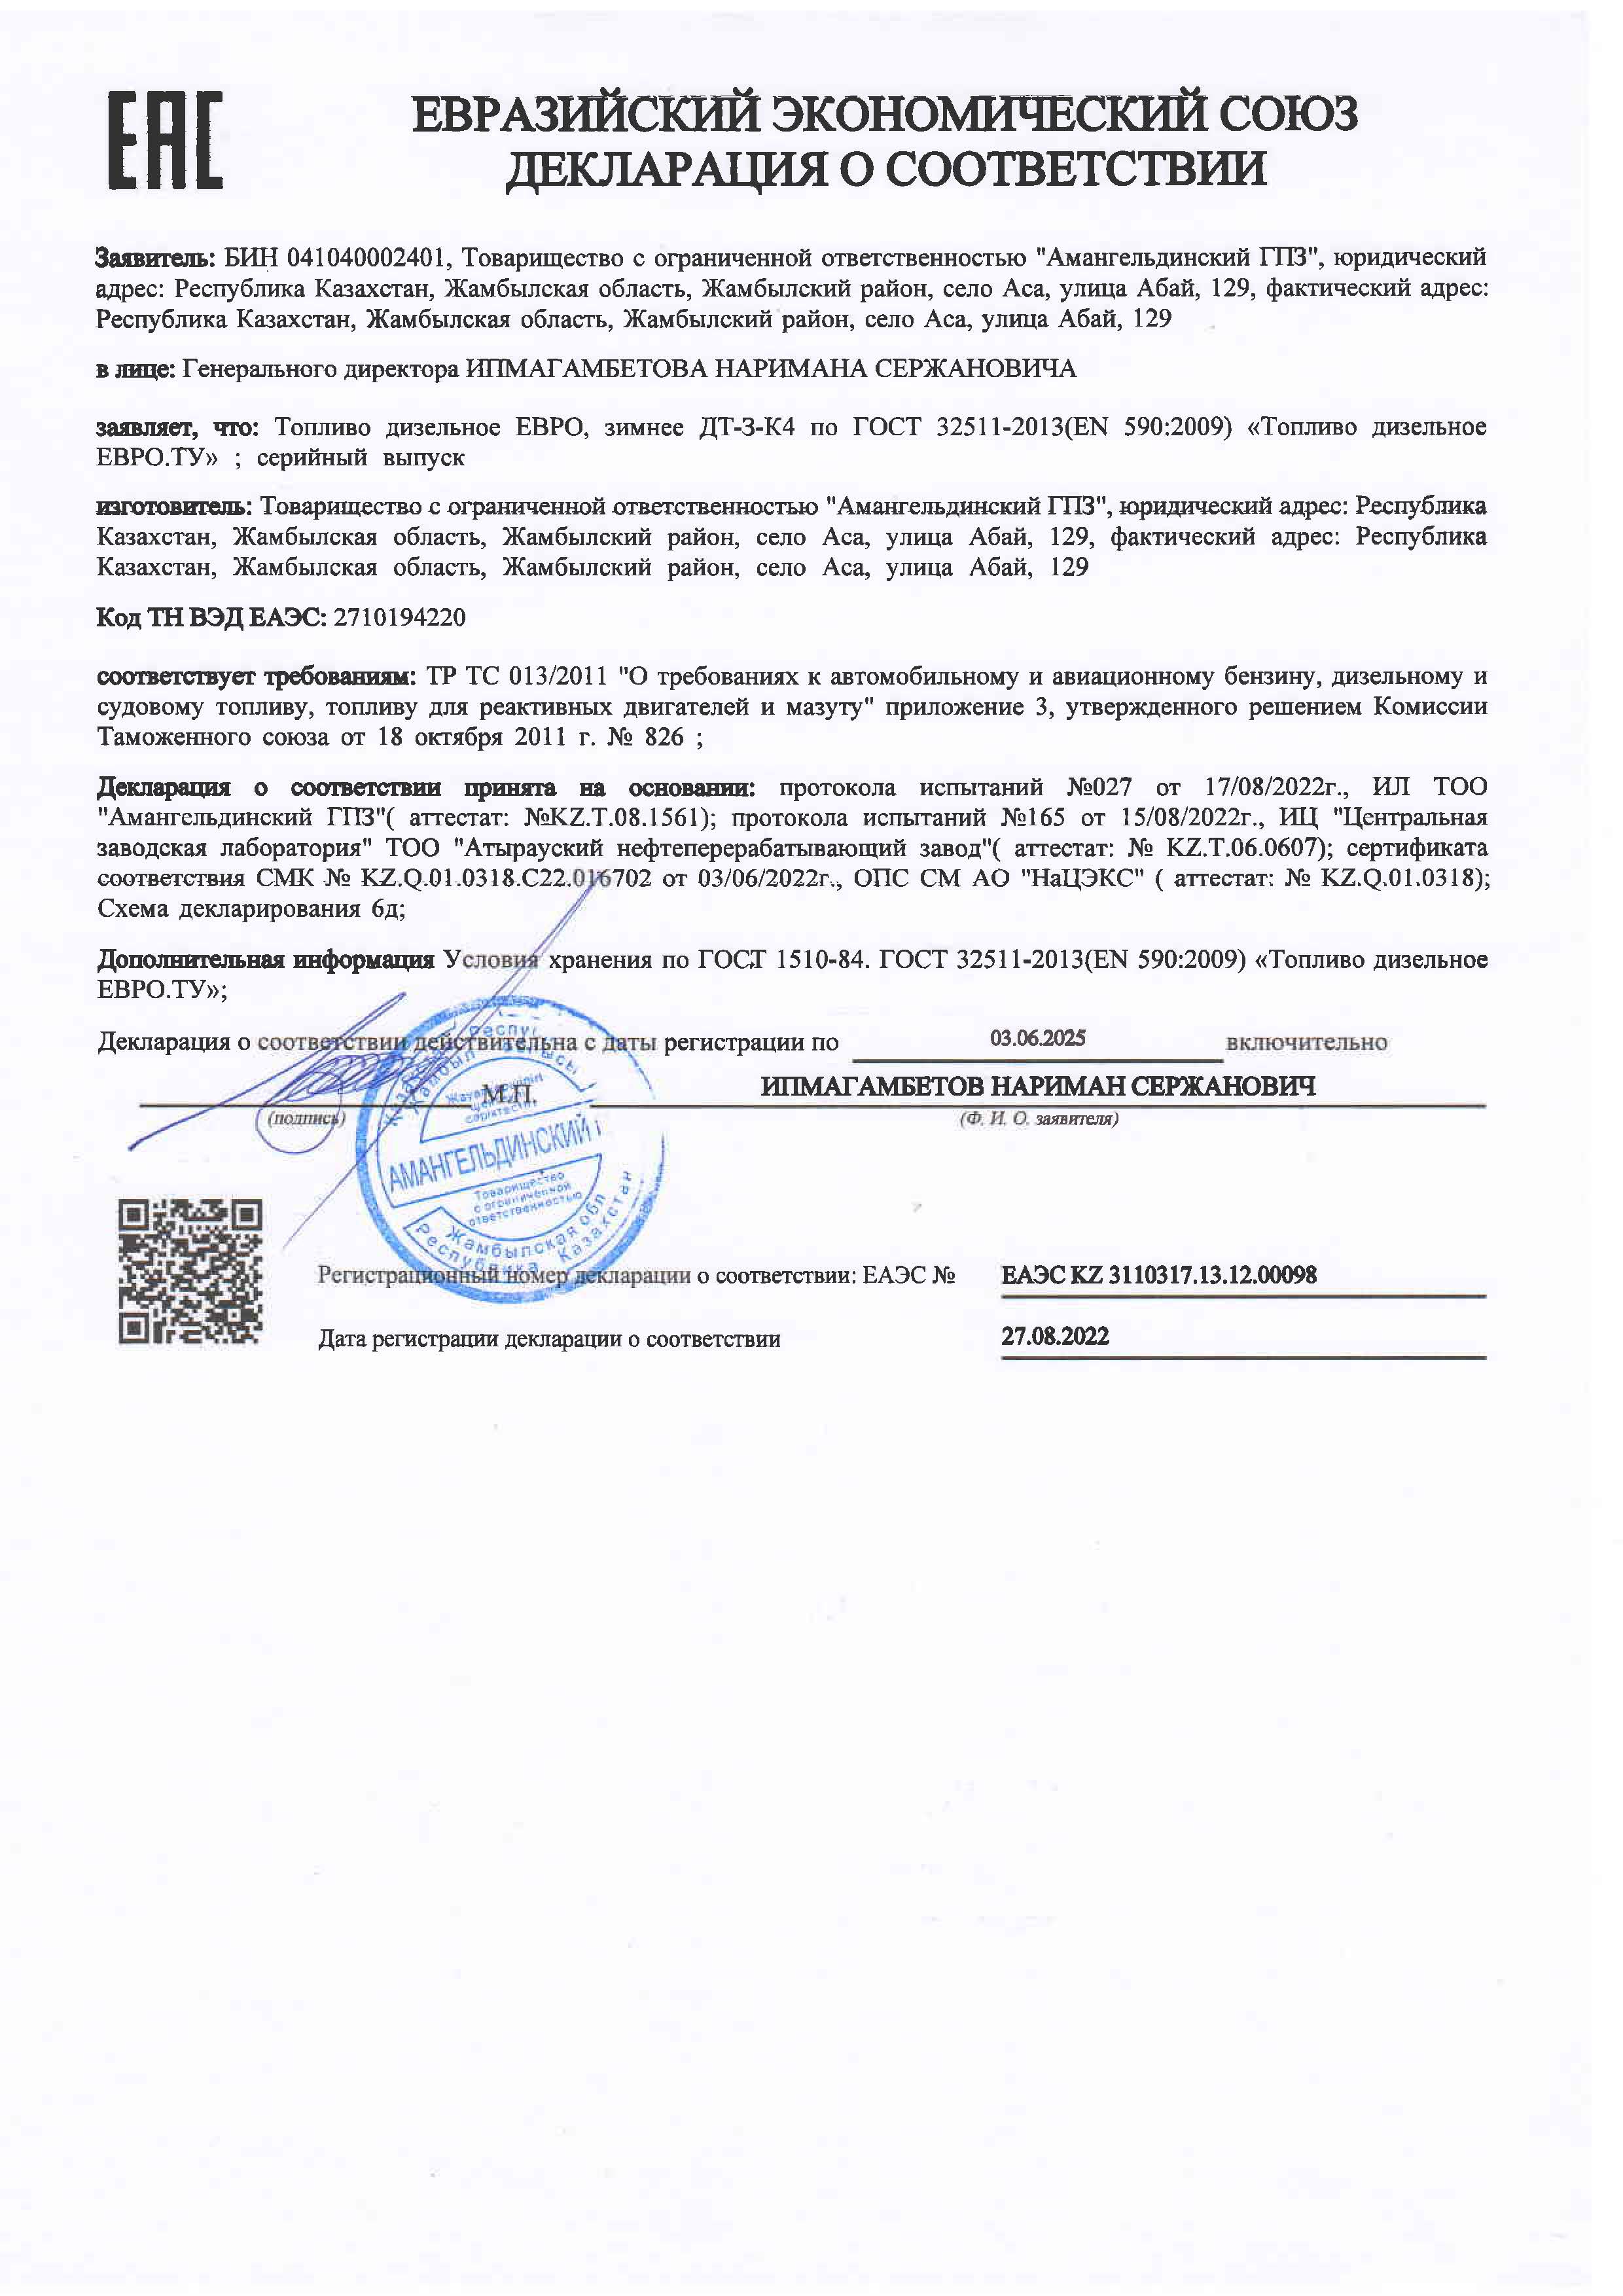 ЕАС
ЕВРАЗИЙСКИЙ ЭКОНОМИЧЕСКИЙ СОЮЗ
ДЕКЛАРАЦИЯ О СООТВЕТСТВИИ
Заявитель: БИН 041040002401, Товарищество с ограниченной ответственностью "Амангельдинский ГПЗ", юридический
адрес: Республика Казахстан, Жамбылская область, Жамбылский район, село Аса, улица Абай, 129, фактический адрес:
Республика Казахстан, Жамбылская область, Жамбылский район, село Аса, улица Абай, 129
в лице: Генерального директора ИПМАГАМБЕТОВА НАРИМАНА СЕРЖАНОВИЧА
заявляет, что: Топливо дизельное ЕВРО, зимнее ДТ-З-К4 по ГОСТ 32511-2013(EN 590:2009) «Топливо дизельное
ЕВРО.ТУ» ; серийный выпуск
изготовитель: Товарищество с ограниченной ответственностью "Амангельдинский ГПЗ", юридический адрес: Республика
Казахстан, Жамбылская область, Жамбылский район, село Аса, улица Абай, 129, фактический адрес: Республика
Казахстан, Жамбылская область, Жамбылский район, село Аса, улица Абай, 129
Код ТН ВЭД ЕАЭС: 2710194220
соответствует требованиям: ТР ТС 013/2011 "О требованиях к автомобильному и авиационному бензину, дизельному и
судовому топливу, топливу для реактивных двигателей и мазуту" приложение 3, утвержденного решением Комиссии
Таможенного союза от 18 октября 2011 г. № 826 ;
Декларация о соответствии принята на основании: протокола испытаний №027 от 17/08/2022г., ИЛ ТОО
"Амангельдинский ГПЗ"( аттестат: №KZ.T.08.1561); протокола испытаний №165 от 15/08/2022г., ИЦ "Центральная
заводская лаборатория" ТОО "Атырауский нефтеперерабатывающий завод"( аттестат: № KZ.T.06.0607); сертификата
соответствия СМК № KZ.Q.01.0318.С22.016702 от 03/06/2022г., ОПС СМ АО "НаЦЭКС" ( аттестат: № KZ.Q.01.0318);
Схема декларирования 6д;
Дополнительная информация Условия хранения по ГОСТ 1510-84. ГОСТ 32511-2013(EN 590:2009) «Топливо дизельное
ЕВРО.ТУ»;
Декларация о соответствии действительна с даты регистрации по 03.06.2025 включительно
М.П. ИПМАГАМБЕТОВ НАРИМАН СЕРЖАНОВИЧ
(подпись) (Ф. И. О. заявителя)
АМАНГЕЛЬДИНСКИЙ
Товарищество
с ограниченной
ответственностью
Жамбылская обл
Республика Казахстан
Регистрационный номер декларации о соответствии: ЕАЭС № ЕАЭС KZ 3110317.13.12.00098
Дата регистрации декларации о соответствии 27.08.2022